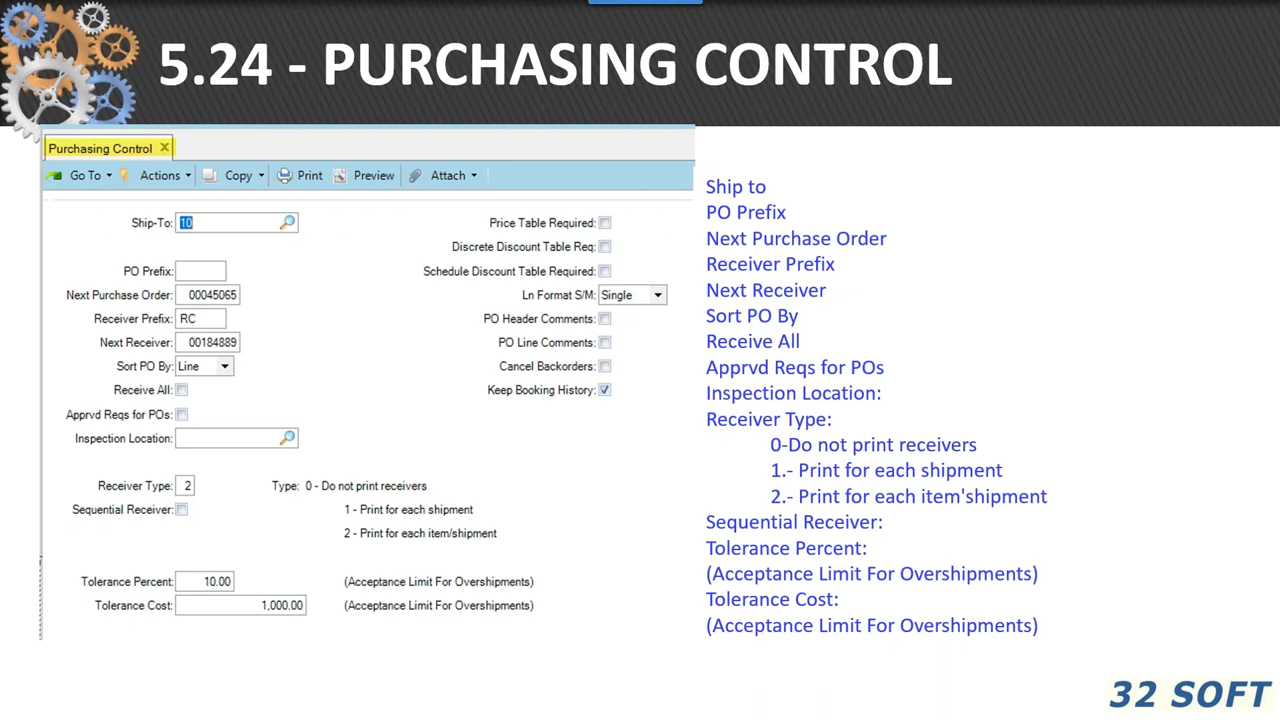 5.24 - PURCHASING CONTROL
Purchasing Control X
Go To Actions Copy Print Preview Attach
Ship-To: 10
PO Prefix:
Next Purchase Order: 00045065
Receiver Prefix: RC
Next Receiver: 00184889
Sort PO By: Line
Receive All:
Apprvd Reqs for POs:
Inspection Location:
Price Table Required:
Discrete Discount Table Req:
Schedule Discount Table Required:
Ln Format S/M: Single
PO Header Comments:
PO Line Comments:
Cancel Backorders:
Keep Booking History:
Receiver Type: 2 Type: 0 - Do not print receivers
Sequential Receiver: 1 - Print for each shipment
2 - Print for each item/shipment
Tolerance Percent: 10.00 (Acceptance Limit For Overshipments)
Tolerance Cost: 1,000.00 (Acceptance Limit For Overshipments)
Ship to
PO Prefix
Next Purchase Order
Receiver Prefix
Next Receiver
Sort PO By
Receive All
Apprvd Reqs for POs
Inspection Location:
Receiver Type:
0-Do not print receivers
1.- Print for each shipment
2.- Print for each item'shipment
Sequential Receiver:
Tolerance Percent:
(Acceptance Limit For Overshipments)
Tolerance Cost:
(Acceptance Limit For Overshipments)
32 SOFT